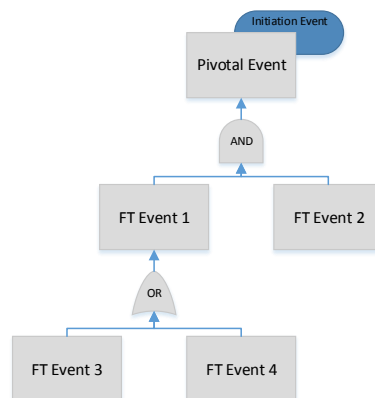 Initiation Event
Pivotal Event
AND
FT Event 1
FT Event 2
OR
FT Event 3
FT Event 4